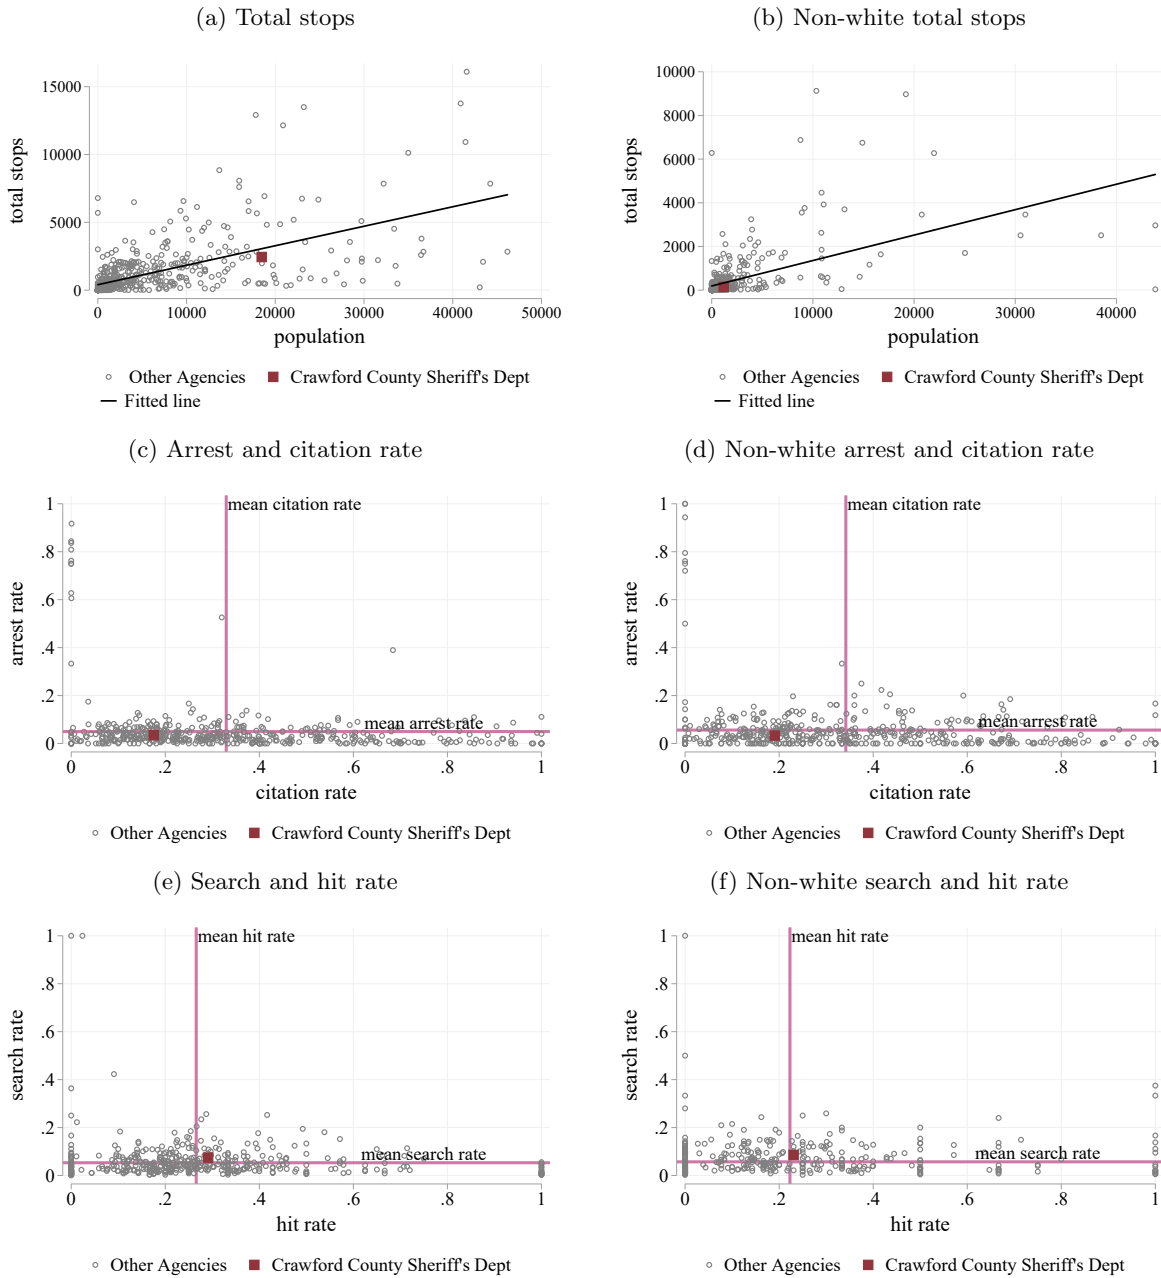 (a) Total stops
(b) Non-white total stops
total stops
15000
10000
5000
0
0 10000 20000 30000 40000 50000
population
Other Agencies Crawford County Sheriff's Dept
Fitted line
total stops
10000
8000
6000
4000
2000
0
0 10000 20000 30000 40000
population
Other Agencies Crawford County Sheriff's Dept
Fitted line
(c) Arrest and citation rate
(d) Non-white arrest and citation rate
arrest rate
1
.8
.6
.4
.2
0
mean citation rate
mean arrest rate
0 .2 .4 .6 .8 1
citation rate
Other Agencies Crawford County Sheriff's Dept
arrest rate
1
.8
.6
.4
.2
0
mean citation rate
mean arrest rate
0 .2 .4 .6 .8 1
citation rate
Other Agencies Crawford County Sheriff's Dept
(e) Search and hit rate
(f) Non-white search and hit rate
search rate
1
.8
.6
.4
.2
0
mean hit rate
mean search rate
0 .2 .4 .6 .8 1
hit rate
Other Agencies Crawford County Sheriff's Dept
search rate
1
.8
.6
.4
.2
0
mean hit rate
mean search rate
0 .2 .4 .6 .8 1
hit rate
Other Agencies Crawford County Sheriff's Dept